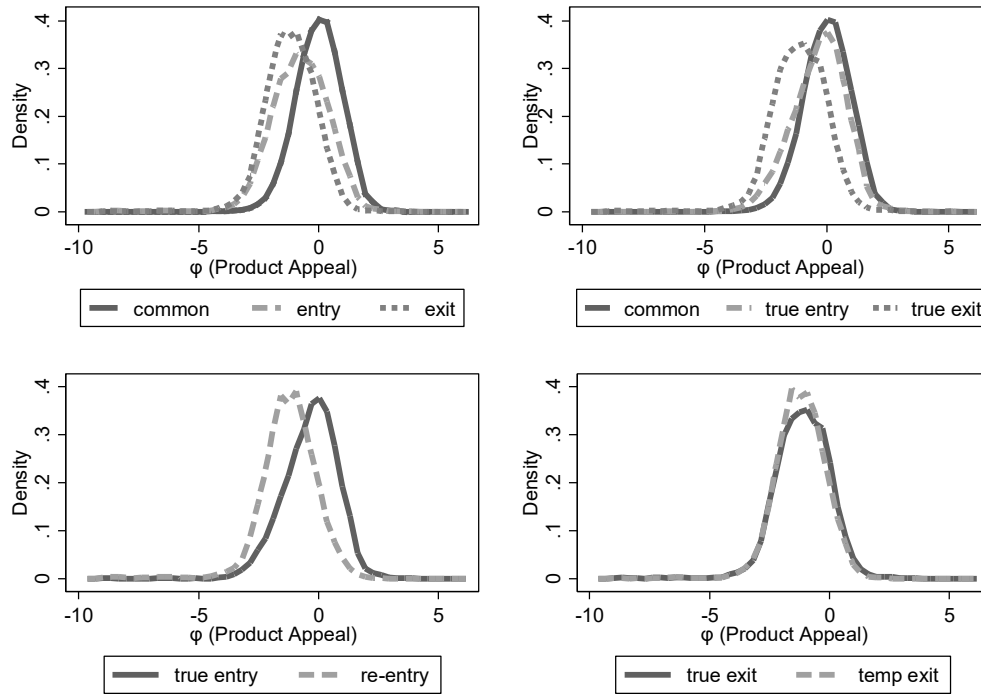 Density
.4
.3
.2
.1
0
-10 -5 0 5
φ (Product Appeal)
common entry exit
Density
.4
.3
.2
.1
0
-10 -5 0 5
φ (Product Appeal)
common true entry true exit
Density
.4
.3
.2
.1
0
-10 -5 0 5
φ (Product Appeal)
true entry re-entry
Density
.4
.3
.2
.1
0
-10 -5 0 5
φ (Product Appeal)
true exit temp exit